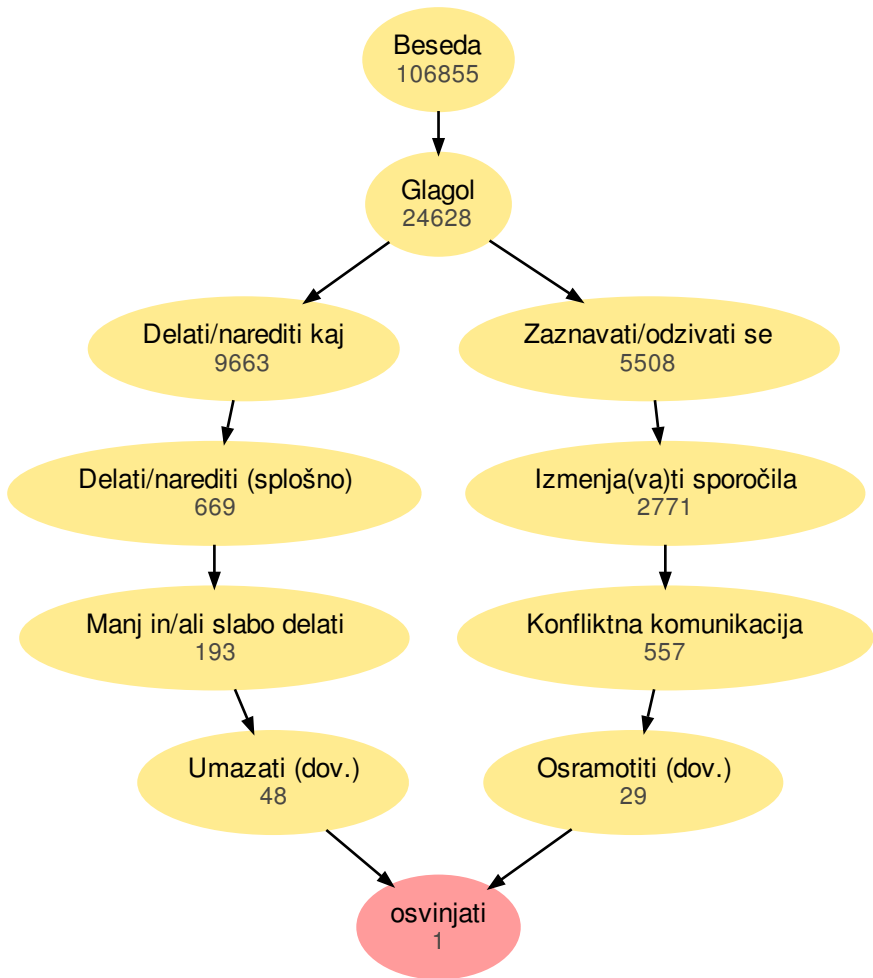 Beseda
106855
Glagol
24628
Delati/narediti kaj
9663
Zaznavati/odzivati se
5508
Delati/narediti (splošno)
669
Izmenja(va)ti sporočila
2771
Manj in/ali slabo delati
193
Konfliktna komunikacija
557
Umazati (dov.)
48
Osramotiti (dov.)
29
osvinjati
1